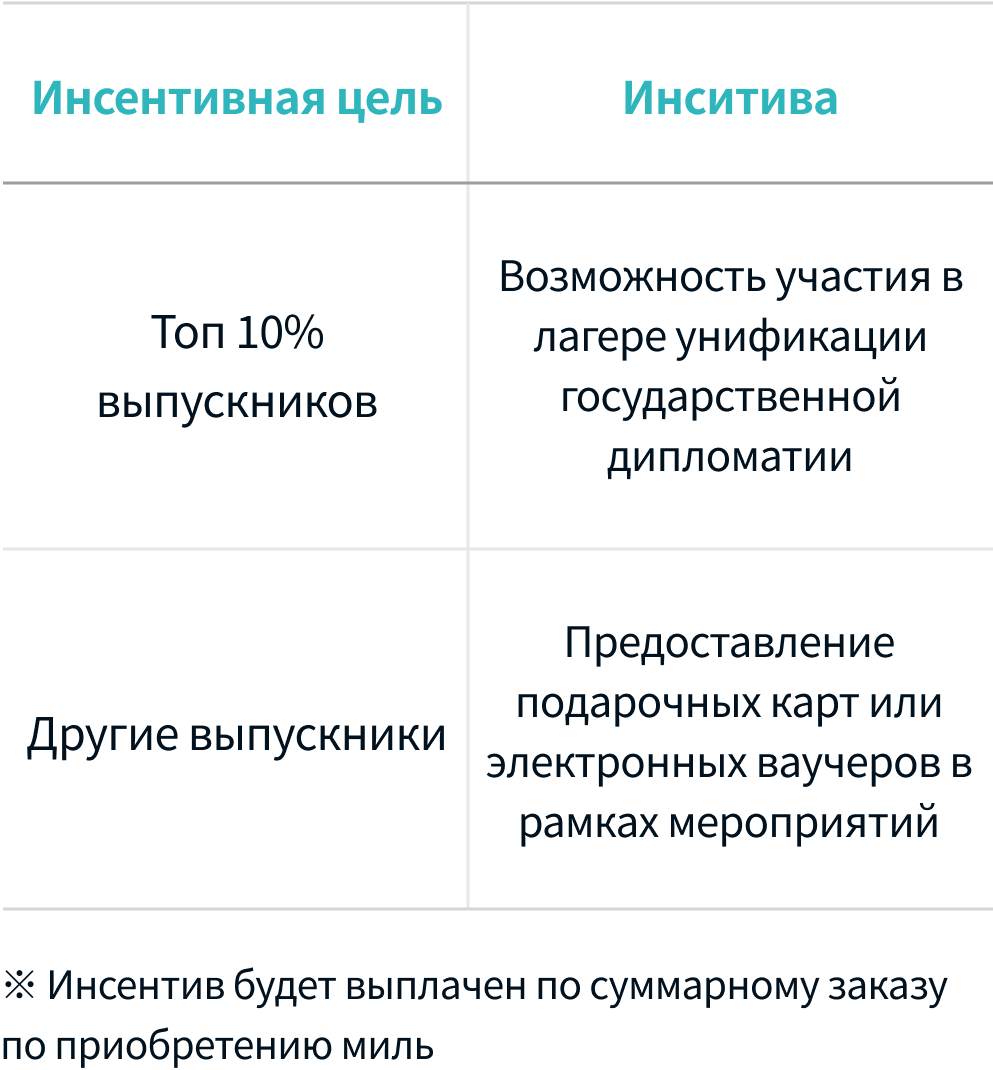 Инсентивная цель
Инситива
Топ 10%
выпускников
Возможность участия в
лагере унификации
государственной
дипломатии
Другие выпускники
Предоставление
подарочных карт или
электронных ваучеров в
рамках мероприятий
※ Инсентив будет выплачен по суммарному заказу
по приобретению миль